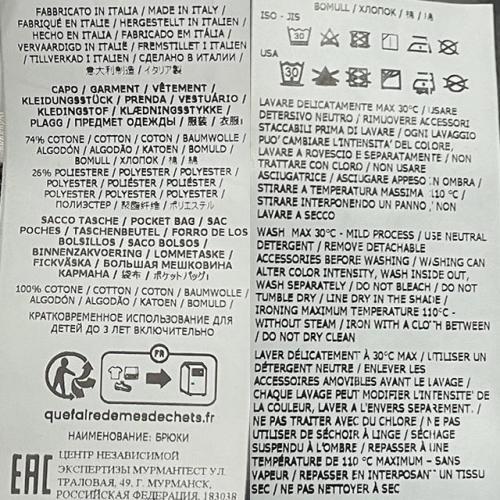 FABBRICATO IN ITALIA / MADE IN ITALY
/ FABRIQUÉ EN ITALIE / HERGESTELLT IN ITALIEN /
HECHO EN ITALIA / FABRICADO EM ITÁLIA /
VERVAARDIGD IN ITALIË / FREMSTILLET I ITALIEN
/ TILLVERKAD I ITALIEN / СДЕЛАНО В ИТАЛИИ /
意大利制造 / イタリア製
CAPO / GARMENT / VÊTEMENT /
KLEIDUNGSSTÜCK / PRENDA / VESTUÁRIO /
KLEDINGSTOF / KLÆDNINGSSTYKKE /
PLAGG / ПРЕДМЕТ ОДЕЖДЫ / 服装 / 衣服
74% COTONE / COTTON / COTON / BAUMWOLLE /
ALGODÓN / ALGODÃO / KATOEN / BOMULD /
BOMULL / ХЛОПОК / 棉 / 綿
26% POLIESTERE / POLYESTER / POLYESTER /
POLYESTER / POLIÉSTER / POLIÉSTER /
POLYESTER / POLYESTER / POLYESTER /
ПОЛИЭСТЕР / 聚酯纤维 / ポリエステル
SACCO TASCHE / POCKET BAG / SAC
POCHES / TASCHENBEUTEL / FORRO DE LOS
BOLSILLOS / SACO BOLSOS /
BINNENZAKVOERING / LOMMETASKE /
FICKVÄSKA / БОЛЬШАЯ МЕШКОВИНА
КАРМАНА / 袋布 / ポケットバッグ
100% COTONE / COTTON / COTON / BAUMWOLLE /
ALGODÓN / ALGODÃO / KATOEN / BOMULD /
КРАТКОВРЕМЕННОЕ ИСПОЛЬЗОВАНИЕ ДЛЯ
ДЕТЕЙ ДО 3 ЛЕТ ВКЛЮЧИТЕЛЬНО
FR
quefairedemesdechets.fr
НАИМЕНОВАНИЕ: БРЮКИ
EAC
ЦЕНТР НЕЗАВИСИМОЙ
ЭКСПЕРТИЗЫ МУРМАНТЕСТ УЛ.
ТРАЛОВАЯ, 49, Г. МУРМАНСК,
РОССИЙСКАЯ ФЕДЕРАЦИЯ, 183038
BOMULL / ХЛОПОК / 棉 / 綿
ISO - JIS
30
USA
30
LAVARE DELICATAMENTE MAX 30°C / USARE
DETERSIVO NEUTRO / RIMUOVERE ACCESSORI
STACCABILI PRIMA DI LAVARE / OGNI LAVAGGIO
PUO' CAMBIARE L'INTENSITA' DEL COLORE,
LAVARE A ROVESCIO E SEPARATAMENTE / NON
TRATTARE CON CLORO / NON USARE
ASCIUGATRICE / ASCIUGARE APPESO IN OMBRA /
STIRARE A TEMPERATURA MASSIMA 110 °C /
STIRARE INTERPONENDO UN PANNO / NON
LAVARE A SECCO
WASH MAX 30°C - MILD PROCESS / USE NEUTRAL
DETERGENT / REMOVE DETACHABLE
ACCESSORIES BEFORE WASHING / WASHING CAN
ALTER COLOR INTENSITY, WASH INSIDE OUT,
WASH SEPARATELY / DO NOT BLEACH / DO NOT
TUMBLE DRY / LINE DRY IN THE SHADE /
IRONING MAXIMUM TEMPERATURE 110°C -
WITHOUT STEAM / IRON WITH A CLOTH BETWEEN
/ DO NOT DRY CLEAN
LAVER DÉLICATEMENT À 30°C MAX / UTILISER UN
DÉTERGENT NEUTRE / ENLEVER LES
ACCESSOIRES AMOVIBLES AVANT LE LAVAGE /
CHAQUE LAVAGE PEUT MODIFIER L'INTENSITE' DE
LA COULEUR, LAVER A L'ENVERS SEPAREMENT. /
NE PAS TRAITER AVEC DU CHLORE / NE PAS
UTILISER DE SÉCHOIR À LINGE / SÉCHAGE
SUSPENDU À L'OMBRE / REPASSER À UNE
TEMPÉRATURE DE 110 °C MAXIMUM - SANS
VAPEUR / REPASSER EN INTERPOSANT UN TISSU
SEC / NE PAS NETTOYER À SEC